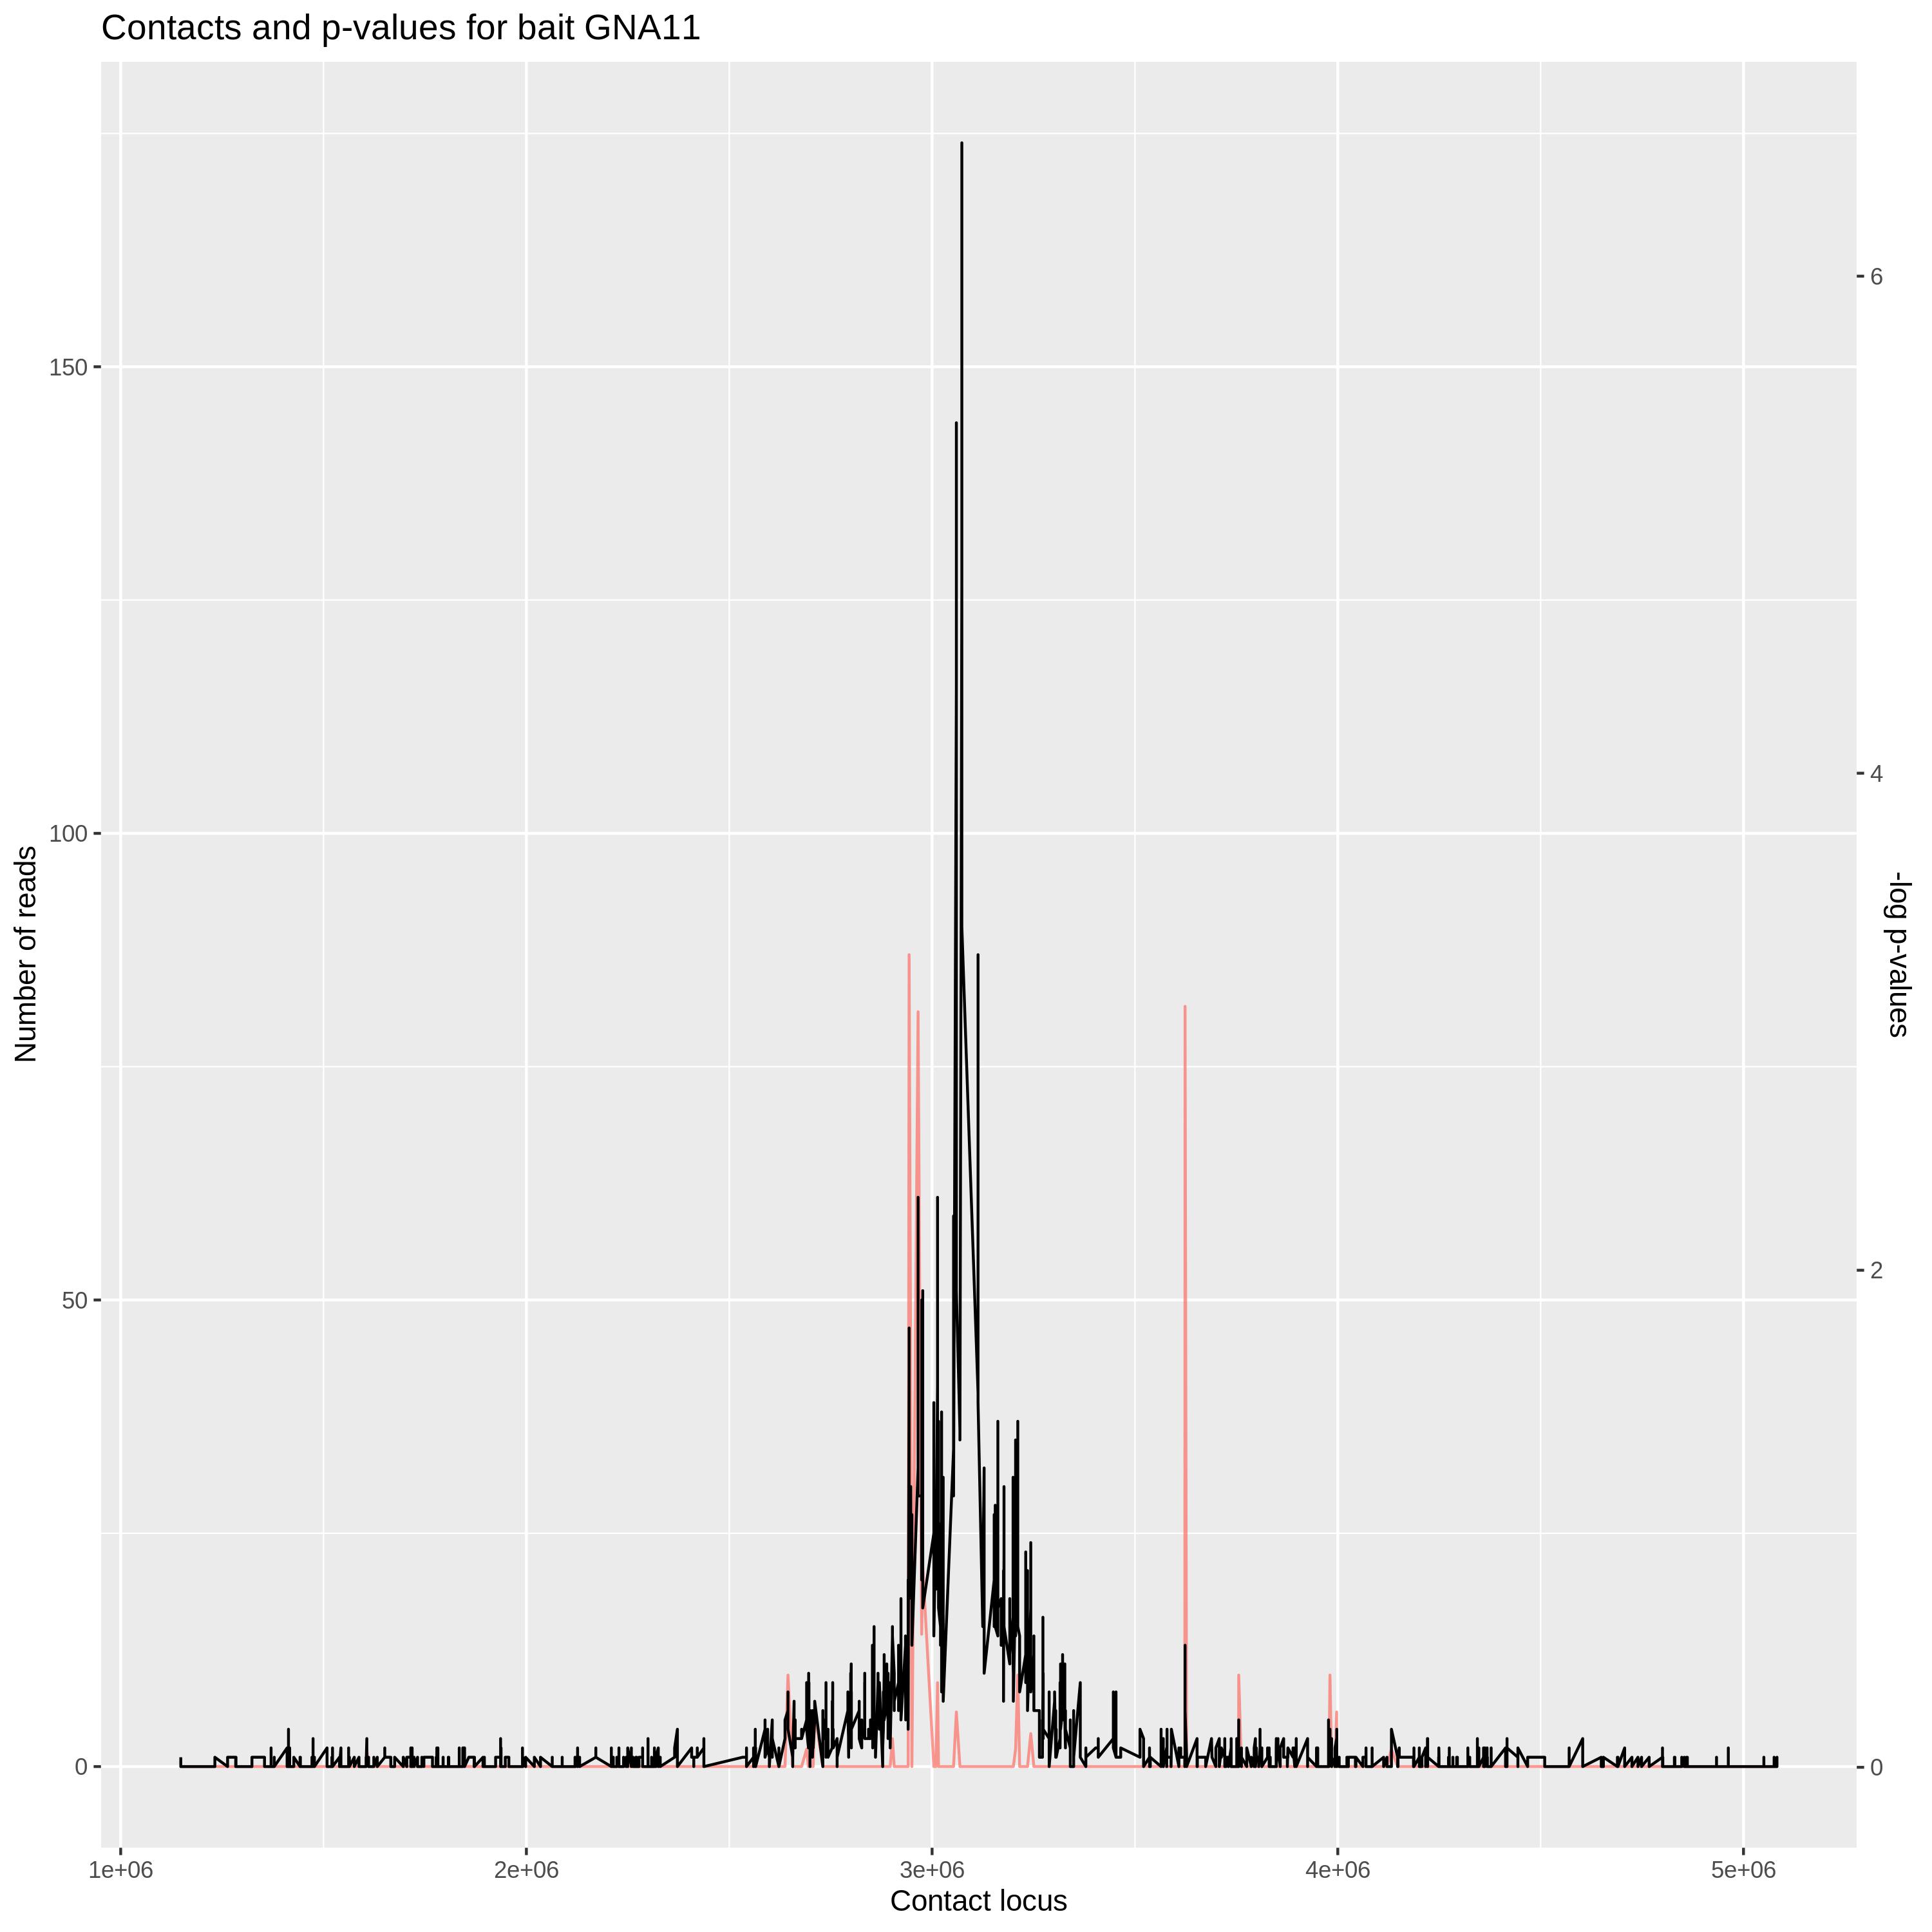 Contacts and p-values for bait GNA11
Number of reads
150
100
50
0
6
4
2
0
-log p-values
1e+06
2e+06
3e+06
4e+06
5e+06
Contact locus